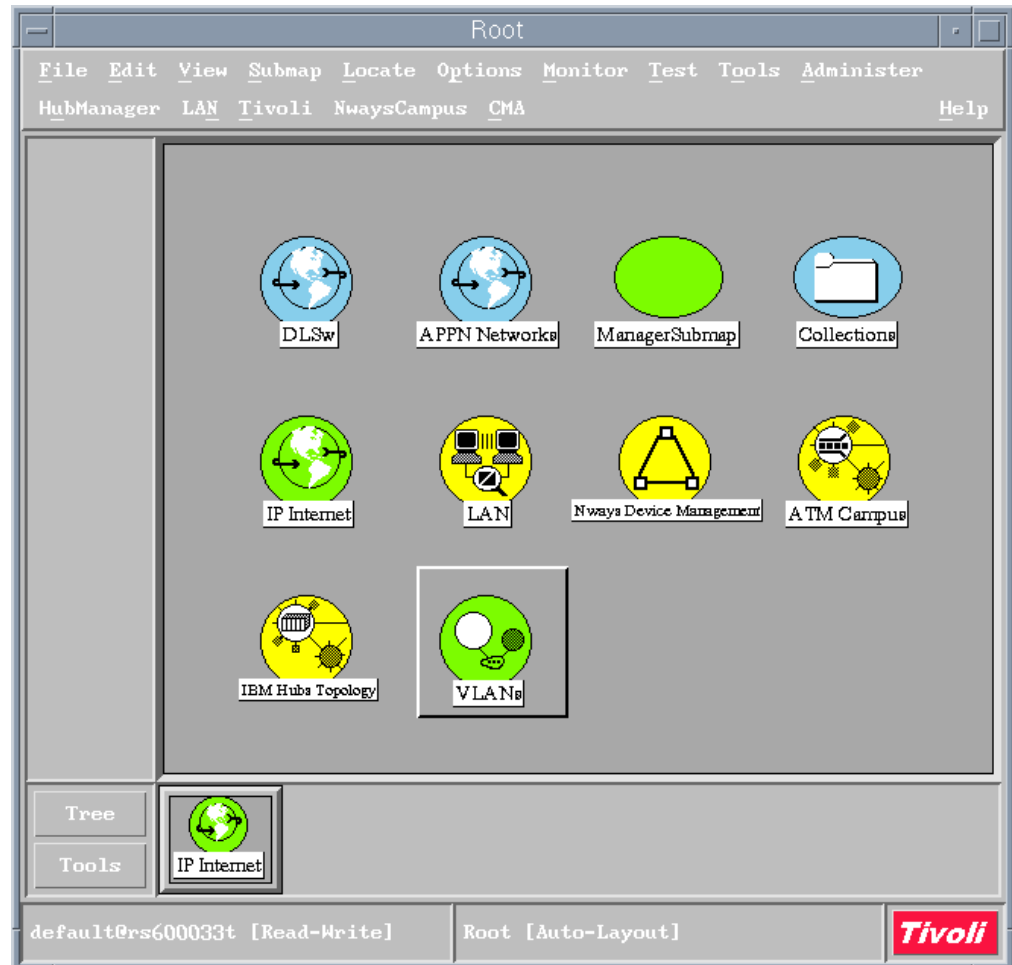 Root
File Edit View Submap Locate Options Monitor Test Tools Administer
HubManager LAN Tivoli NwaysCampus CMA Help
DLSw APPN Networks ManagerSubmap Collections
IP Internet LAN Nways Device Management ATM Campus
IBM Hubs Topology VLANs
Tree
IP Internet
Tools
default@rs600033t [Read-Write] Root [Auto-Layout] Tivoli